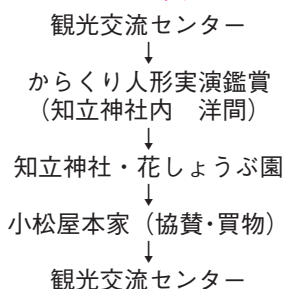 観光交流センター
↓
からくり人形実演鑑賞
（知立神社内　洋間）
↓
知立神社・花しょうぶ園
↓
小松屋本家（協賛・買物）
↓
観光交流センター